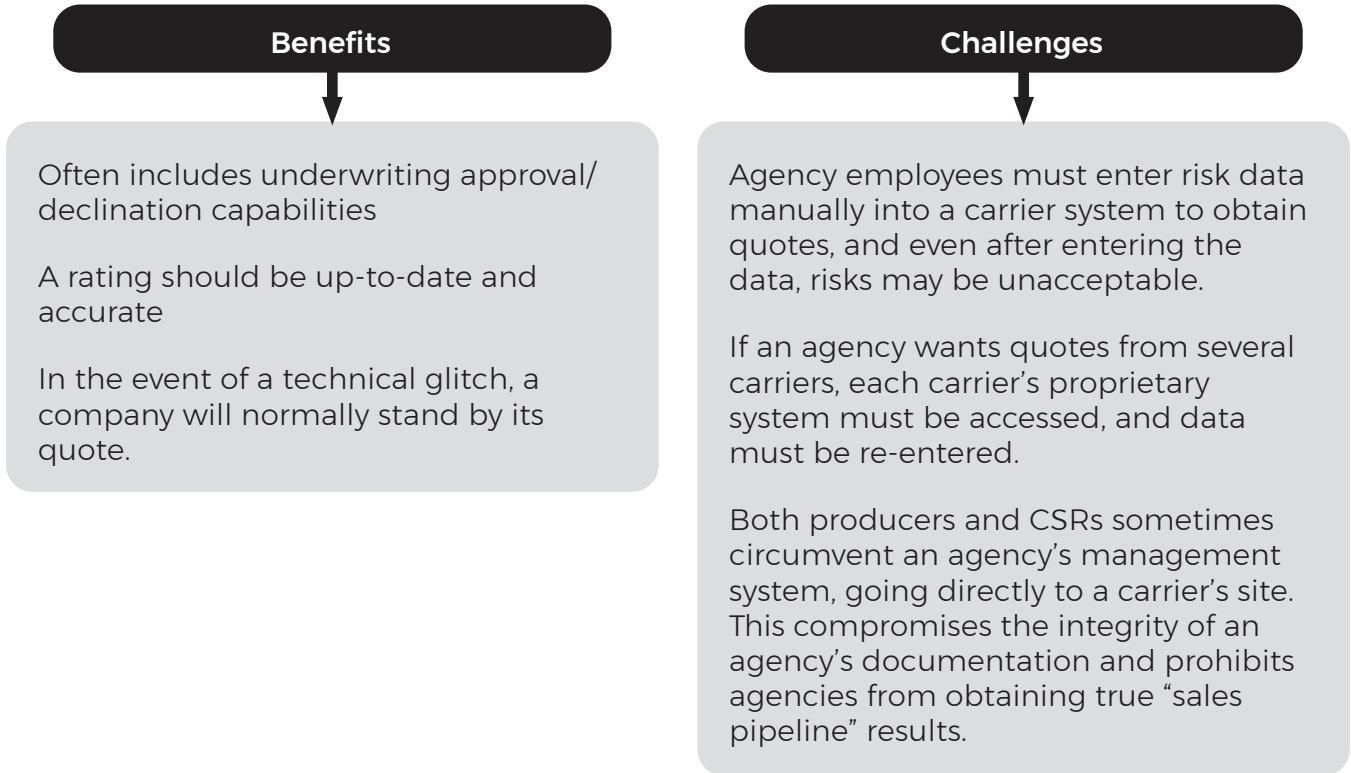 Benefits
Often includes underwriting approval/
declination capabilities
A rating should be up-to-date and
accurate
In the event of a technical glitch, a
company will normally stand by its
quote.
Challenges
Agency employees must enter risk data
manually into a carrier system to obtain
quotes, and even after entering the
data, risks may be unacceptable.
If an agency wants quotes from several
carriers, each carrier’s proprietary
system must be accessed, and data
must be re-entered.
Both producers and CSRs sometimes
circumvent an agency’s management
system, going directly to a carrier’s site.
This compromises the integrity of an
agency’s documentation and prohibits
agencies from obtaining true “sales
pipeline” results.